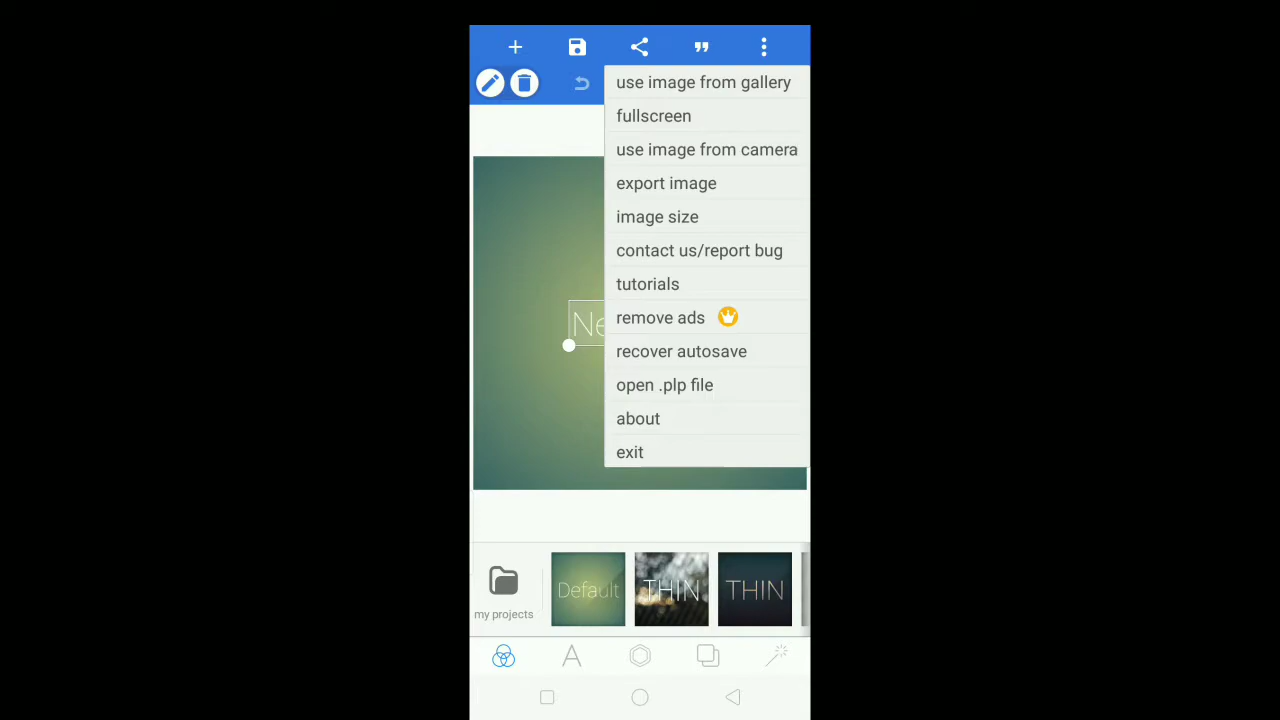 use image from gallery
fullscreen
use image from camera
export image
image size
contact us/report bug
tutorials
remove ads
recover autosave
open .plp file
about
exit
Ne
Default
THIN
THIN
my projects
A